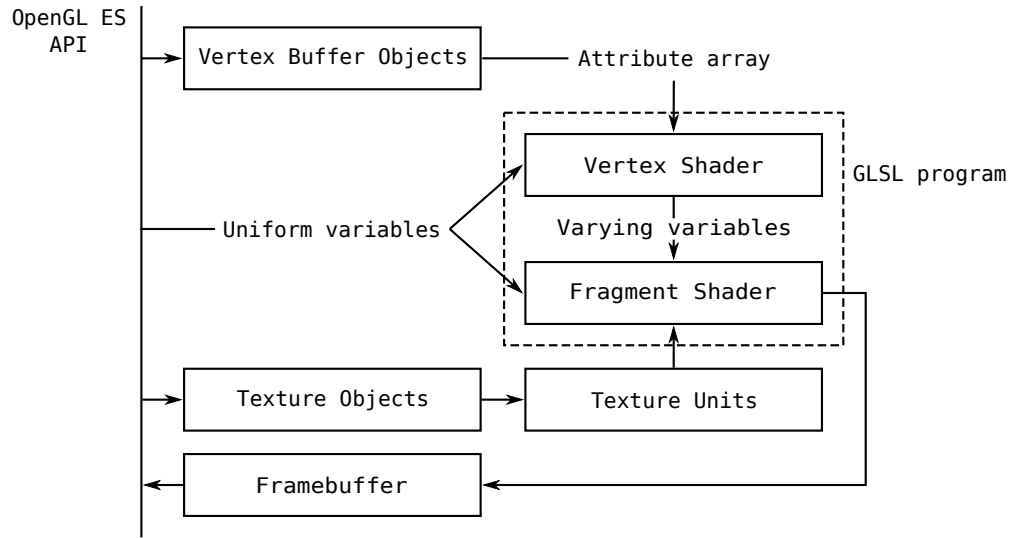 OpenGL ES
API
Vertex Buffer Objects
Attribute array
Vertex Shader
GLSL program
Uniform variables
Varying variables
Fragment Shader
Texture Objects
Texture Units
Framebuffer